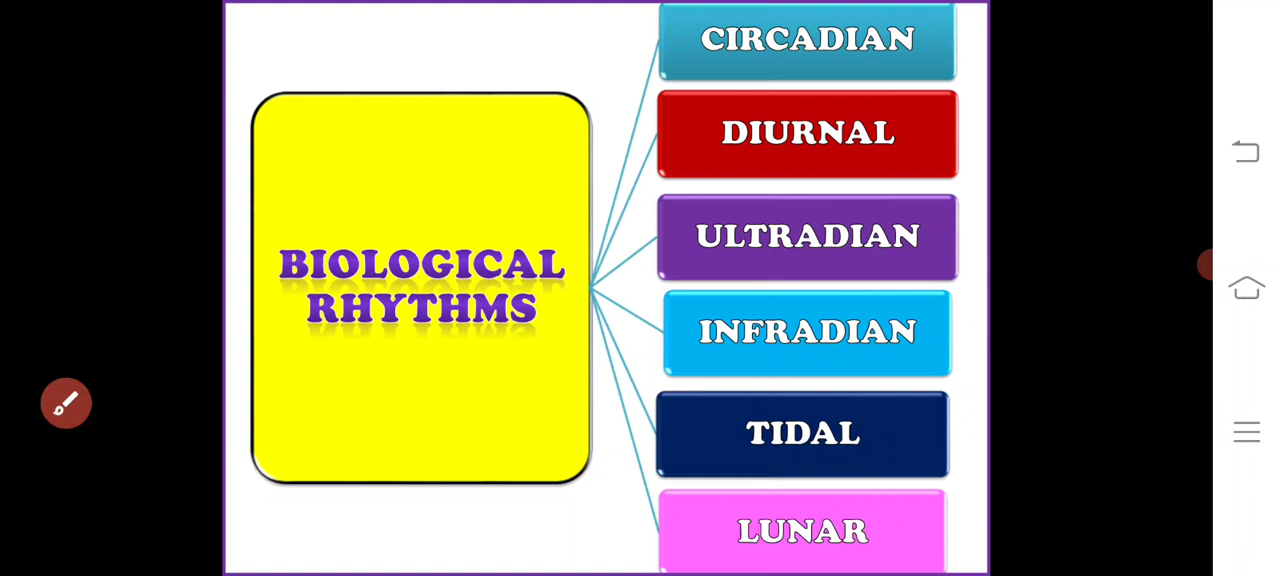 BIOLOGICAL
RHYTHMS
CIRCADIAN
DIURNAL
ULTRADIAN
INFRADIAN
TIDAL
LUNAR